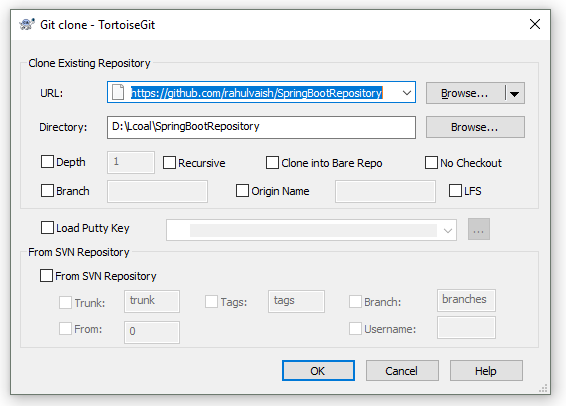 Git clone - TortoiseGit
Clone Existing Repository
URL: https://github.com/rahulvaish/SpringBootRepository Browse...
Directory: D:\Lcoal\SpringBootRepository Browse...
Depth 1 Recursive Clone into Bare Repo No Checkout
Branch Origin Name LFS
Load Putty Key ...
From SVN Repository
From SVN Repository
Trunk: trunk Tags: tags Branch: branches
From: 0 Username:
OK Cancel Help